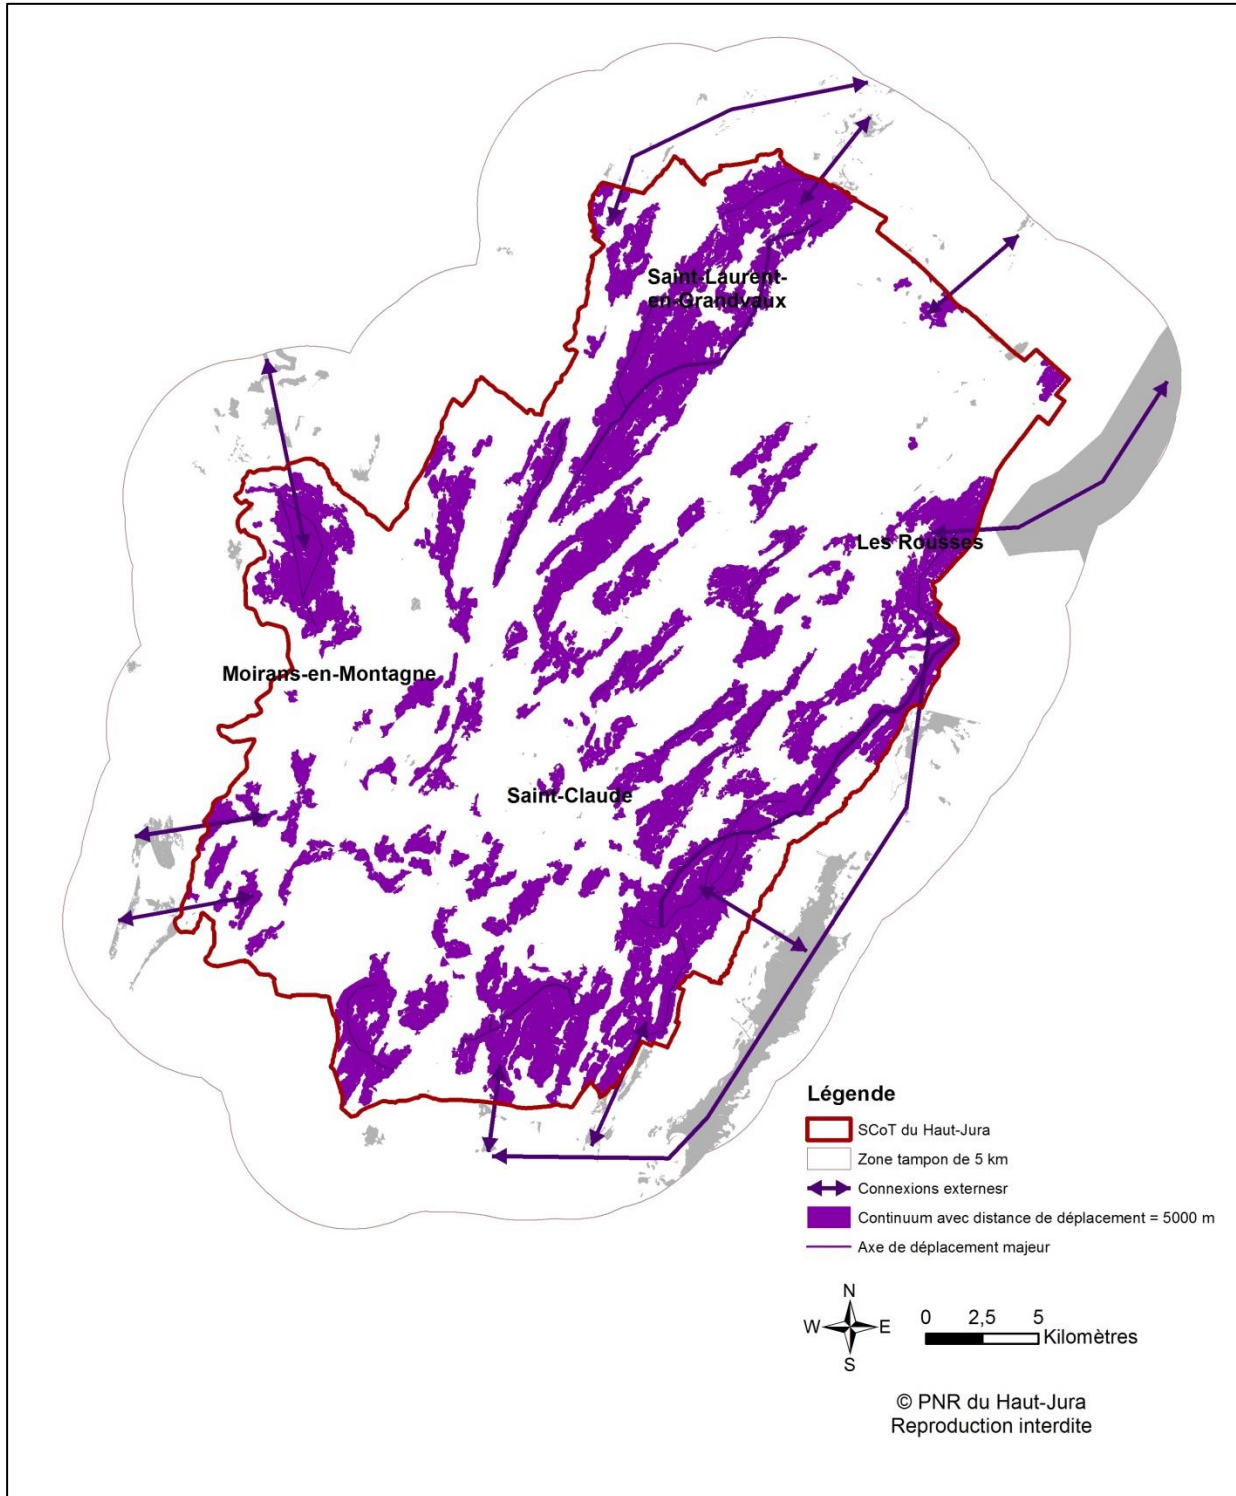 Saint-Laurent-
en-Grandvaux
Les Rousses
Moirans-en-Montagne
Saint-Claude
Légende
SCoT du Haut-Jura
Zone tampon de 5 km
Connexions externesr
Continuum avec distance de déplacement = 5000 m
Axe de déplacement majeur
N
W E
S
0 2,5 5
Kilomètres
© PNR du Haut-Jura
Reproduction interdite